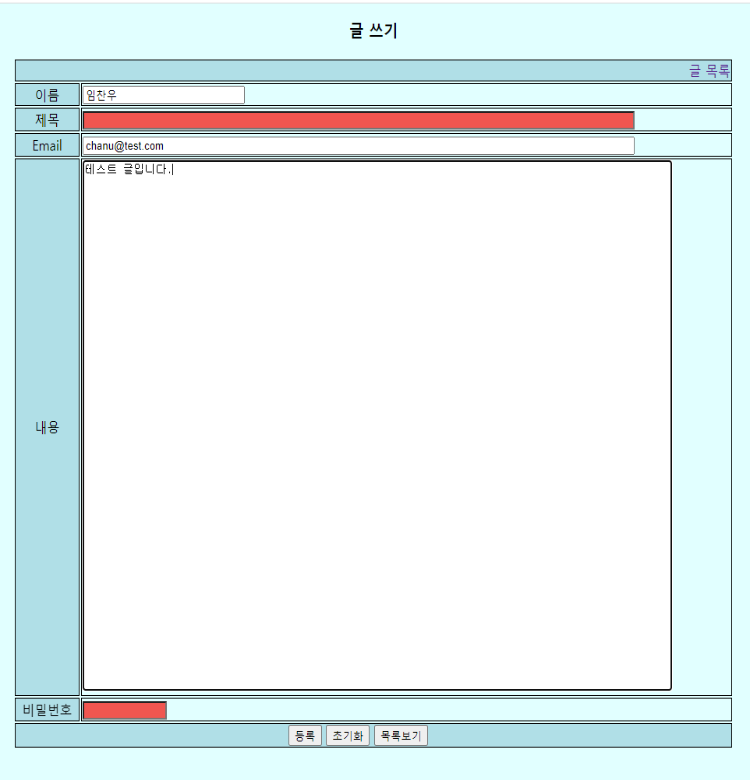 글 쓰기
글 목록
이름 임찬우
제목
Email chanu@test.com
내용 테스트 글입니다.
비밀번호
등록 초기화 목록보기